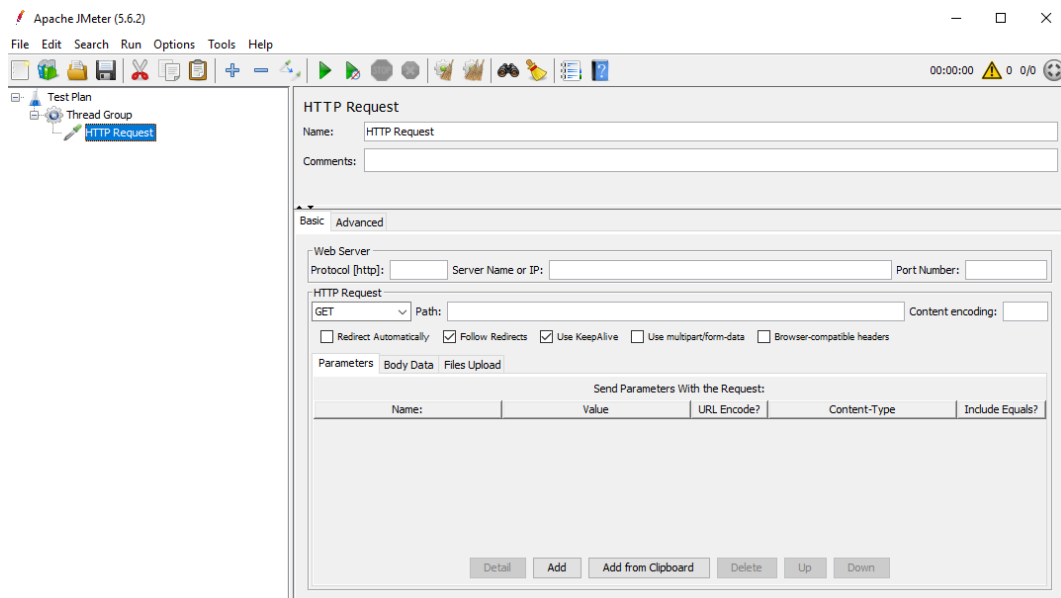 Apache JMeter (5.6.2)
File Edit Search Run Options Tools Help
00:00:00 0 0/0
Test Plan
Thread Group
HTTP Request
HTTP Request
Name: HTTP Request
Comments:
Basic Advanced
Web Server
Protocol [http]: Server Name or IP: Port Number:
HTTP Request
GET Path: Content encoding:
Redirect Automatically Follow Redirects Use KeepAlive Use multipart/form-data Browser-compatible headers
Parameters Body Data Files Upload
Send Parameters With the Request:
Name: Value URL Encode? Content-Type Include Equals?
Detail Add Add from Clipboard Delete Up Down